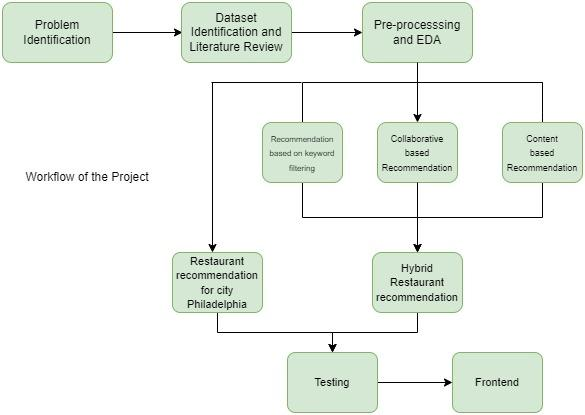 Problem
Identification
Dataset
Identification and
Literature Review
Pre-processsing
and EDA
Recommendation
based on keyword
filtering
Collaborative
based
Recommendation
Content
based
Recommendation
Workflow of the Project
Restaurant
recommendation
for city
Philadelphia
Hybrid
Restaurant
recommendation
Testing
Frontend